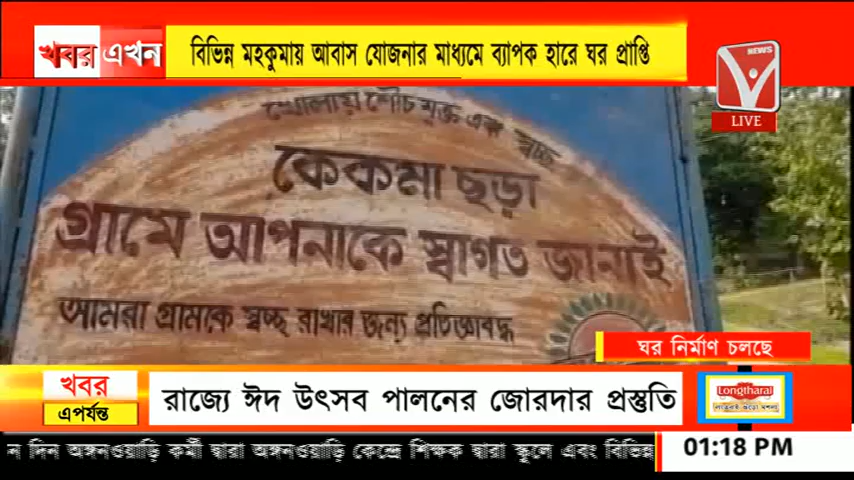 খবর এখন
বিভিন্ন মহকুমায় আবাস যোজনার মাধ্যমে ব্যাপক হারে ঘর প্রাপ্তি
NEWS
V
LIVE
খোলায় শৌচ মুক্ত এক স্বচ্ছ
কেকমা ছড়া
গ্রামে আপনাকে স্বাগত জানাই
আমরা গ্রামকে স্বচ্ছ রাখার জন্য প্রতিজ্ঞাবদ্ধ
ঘর নির্মাণ চলছে
খবর
এপর্যন্ত
রাজ্যে ঈদ উৎসব পালনের জোরদার প্রস্তুতি
Longtharai
ন দিন অঙ্গনওয়াড়ি কর্মী দ্বারা অঙ্গনওয়াড়ি কেন্দ্রে শিক্ষক দ্বারা স্কুলে এবং বিভিন্ন
01:18 PM